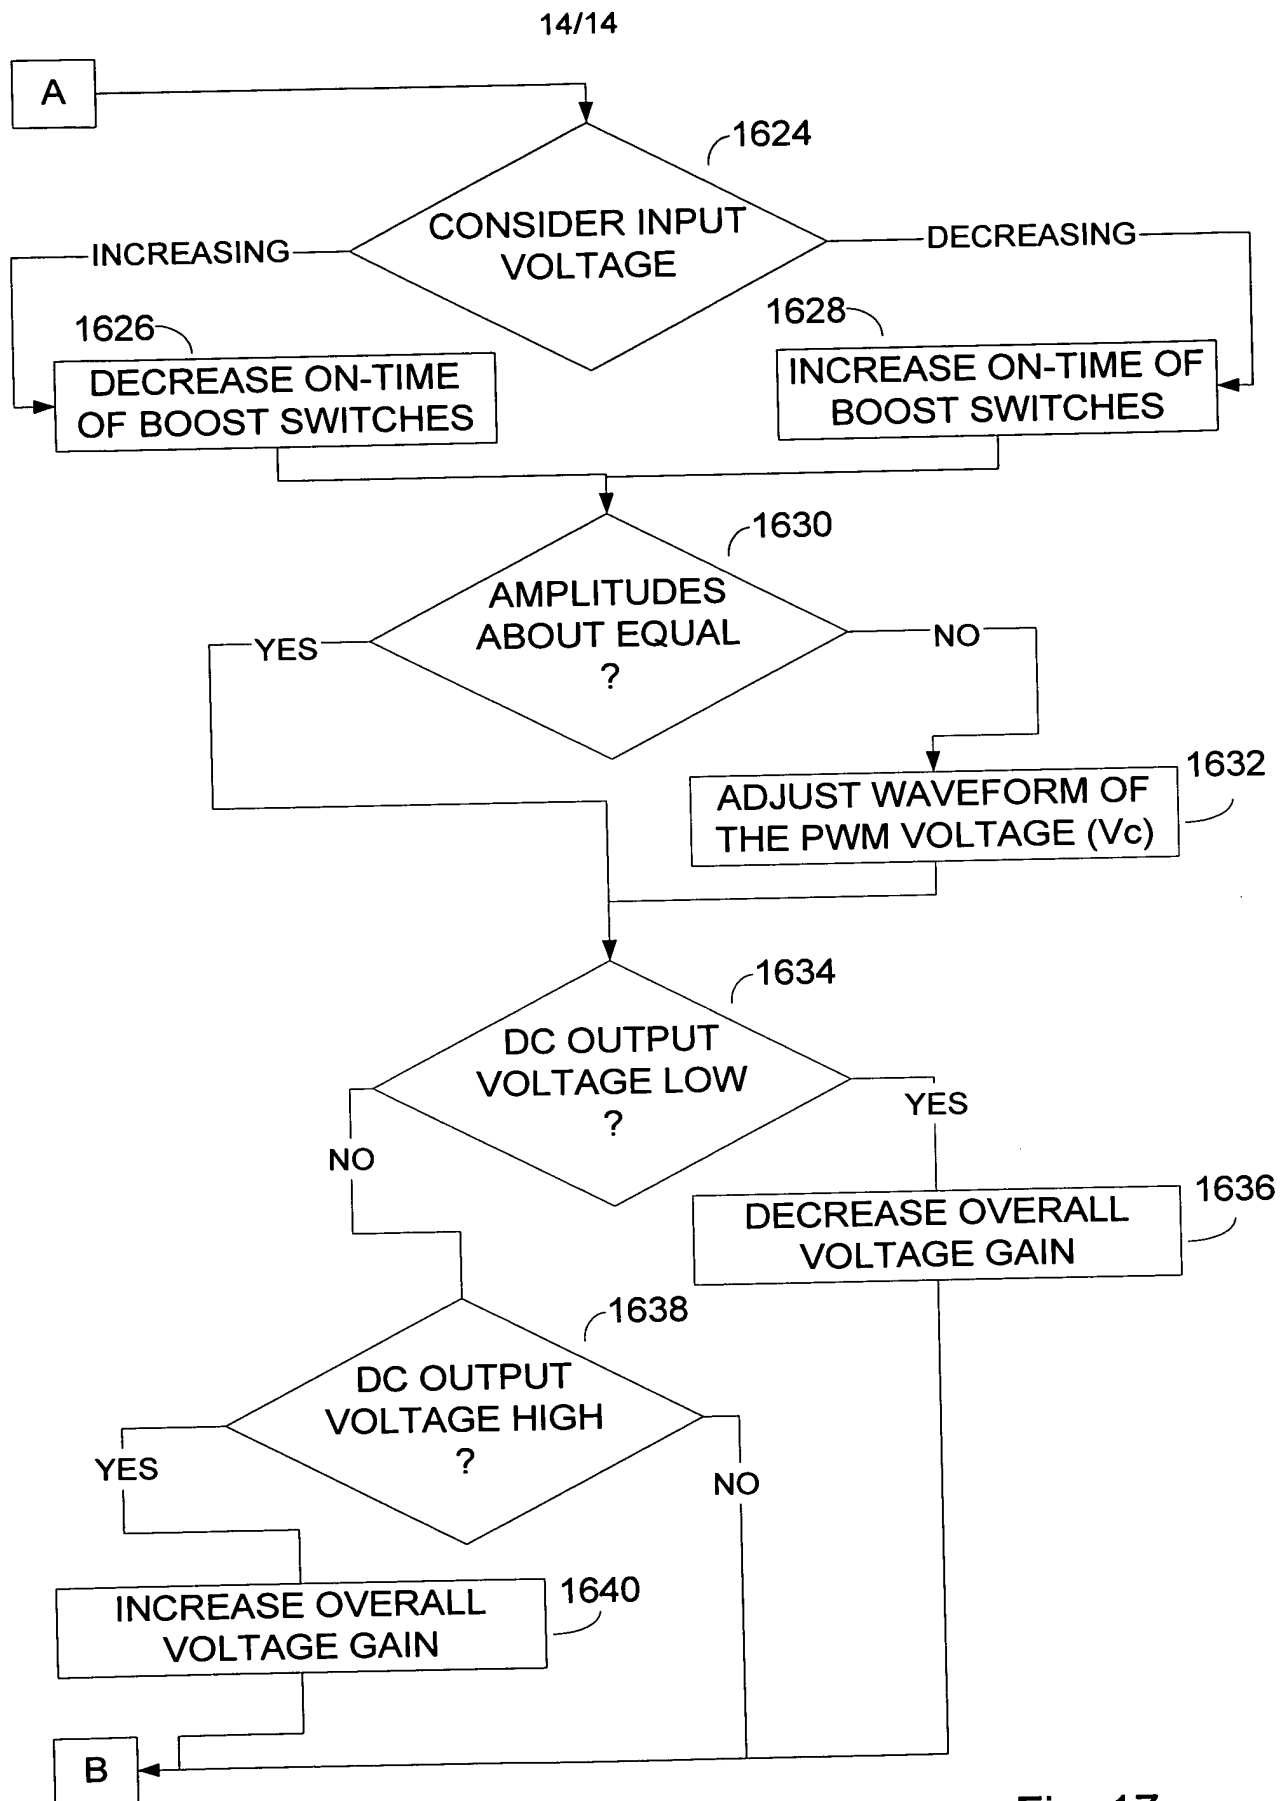 14/14
A
1624
CONSIDER INPUT
VOLTAGE
INCREASING
DECREASING
1626
DECREASE ON-TIME
OF BOOST SWITCHES
1628
INCREASE ON-TIME OF
BOOST SWITCHES
1630
AMPLITUDES
ABOUT EQUAL
?
YES
NO
1632
ADJUST WAVEFORM OF
THE PWM VOLTAGE (Vc)
1634
DC OUTPUT
VOLTAGE LOW
?
YES
NO
1636
DECREASE OVERALL
VOLTAGE GAIN
1638
DC OUTPUT
VOLTAGE HIGH
?
YES
NO
1640
INCREASE OVERALL
VOLTAGE GAIN
B